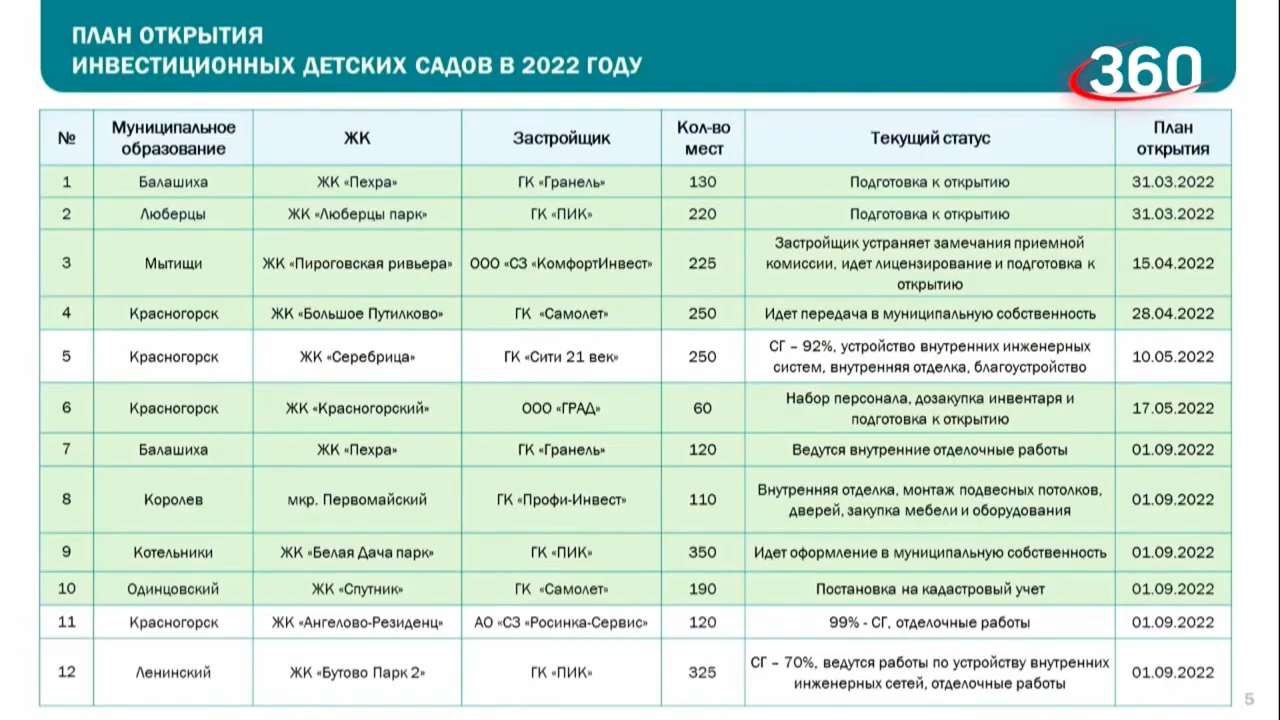 ПЛАН ОТКРЫТИЯ
ИНВЕСТИЦИОННЫХ ДЕТСКИХ САДОВ В 2022 ГОДУ
360
№ Муниципальное образование ЖК Застройщик Кол-во мест Текущий статус План открытия
1 Балашиха ЖК «Пехра» ГК «Гранель» 130 Подготовка к открытию 31.03.2022
2 Люберцы ЖК «Люберцы парк» ГК «ПИК» 220 Подготовка к открытию 31.03.2022
3 Мытищи ЖК «Пироговская ривьера» ООО «СЗ «КомфортИнвест» 225 Застройщик устраняет замечания приемной комиссии, идет лицензирование и подготовка к открытию 15.04.2022
4 Красногорск ЖК «Большое Путилково» ГК «Самолет» 250 Идет передача в муниципальную собственность 28.04.2022
5 Красногорск ЖК «Серебрица» ГК «Сити 21 век» 250 СГ – 92%, устройство внутренних инженерных систем, внутренняя отделка, благоустройство 10.05.2022
6 Красногорск ЖК «Красногорский» ООО «ГРАД» 60 Набор персонала, дозакупка инвентаря и подготовка к открытию 17.05.2022
7 Балашиха ЖК «Пехра» ГК «Гранель» 120 Ведутся внутренние отделочные работы 01.09.2022
8 Королев мкр. Первомайский ГК «Профи-Инвест» 110 Внутренняя отделка, монтаж подвесных потолков, дверей, закупка мебели и оборудования 01.09.2022
9 Котельники ЖК «Белая Дача парк» ГК «ПИК» 350 Идет оформление в муниципальную собственность 01.09.2022
10 Одинцовский ЖК «Спутник» ГК «Самолет» 190 Постановка на кадастровый учет 01.09.2022
11 Красногорск ЖК «Ангелово-Резиденц» АО «СЗ «Росинка-Сервис» 120 99% - СГ, отделочные работы 01.09.2022
12 Ленинский ЖК «Бутово Парк 2» ГК «ПИК» 325 СГ – 70%, ведутся работы по устройству внутренних инженерных сетей, отделочные работы 01.09.2022
5